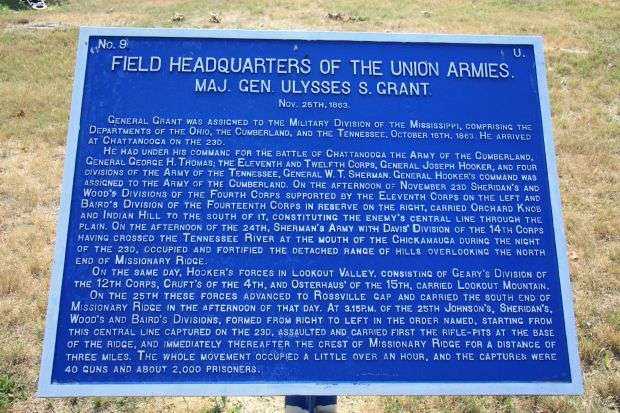 No. 9 U.
FIELD HEADQUARTERS OF THE UNION ARMIES.
MAJ. GEN. ULYSSES S. GRANT.
NOV. 25TH, 1863.
GENERAL GRANT WAS ASSIGNED TO THE MILITARY DIVISION OF THE MISSISSIPPI, COMPRISING THE
DEPARTMENTS OF THE OHIO, THE CUMBERLAND, AND THE TENNESSEE, OCTOBER 16TH, 1863. HE ARRIVED
AT CHATTANOOGA ON THE 23D.
HE HAD UNDER HIS COMMAND FOR THE BATTLE OF CHATTANOOGA THE ARMY OF THE CUMBERLAND,
GENERAL GEORGE H. THOMAS; THE ELEVENTH AND TWELFTH CORPS, GENERAL JOSEPH HOOKER, AND FOUR
DIVISIONS OF THE ARMY OF THE TENNESSEE, GENERAL W. T. SHERMAN. GENERAL HOOKER'S COMMAND WAS
ASSIGNED TO THE ARMY OF THE CUMBERLAND. ON THE AFTERNOON OF NOVEMBER 23D SHERIDAN'S AND
WOOD'S DIVISIONS OF THE FOURTH CORPS SUPPORTED BY THE ELEVENTH CORPS ON THE LEFT AND
BAIRD'S DIVISION OF THE FOURTEENTH CORPS IN RESERVE ON THE RIGHT, CARRIED ORCHARD KNOB
AND INDIAN HILL TO THE SOUTH OF IT, CONSTITUTING THE ENEMY'S CENTRAL LINE THROUGH THE
PLAIN. ON THE AFTERNOON OF THE 24TH, SHERMAN'S ARMY WITH DAVIS' DIVISION OF THE 14TH CORPS
HAVING CROSSED THE TENNESSEE RIVER AT THE MOUTH OF THE CHICKAMAUGA DURING THE NIGHT
OF THE 23D, OCCUPIED AND FORTIFIED THE DETACHED RANGE OF HILLS OVERLOOKING THE NORTH
END OF MISSIONARY RIDGE.
ON THE SAME DAY, HOOKER'S FORCES IN LOOKOUT VALLEY, CONSISTING OF GEARY'S DIVISION OF
THE 12TH CORPS, CRUFT'S OF THE 4TH, AND OSTERHAUS' OF THE 15TH, CARRIED LOOKOUT MOUNTAIN.
ON THE 25TH THESE FORCES ADVANCED TO ROSSVILLE GAP AND CARRIED THE SOUTH END OF
MISSIONARY RIDGE IN THE AFTERNOON OF THAT DAY. AT 3.15 P.M. OF THE 25TH JOHNSON'S, SHERIDAN'S,
WOOD'S AND BAIRD'S DIVISIONS, FORMED FROM RIGHT TO LEFT IN THE ORDER NAMED, STARTING FROM
THIS CENTRAL LINE CAPTURED ON THE 23D, ASSAULTED AND CARRIED FIRST THE RIFLE-PITS AT THE BASE
OF THE RIDGE, AND IMMEDIATELY THEREAFTER THE CREST OF MISSIONARY RIDGE FOR A DISTANCE OF
THREE MILES. THE WHOLE MOVEMENT OCCUPIED A LITTLE OVER AN HOUR, AND THE CAPTURES WERE
40 GUNS AND ABOUT 2,000 PRISONERS.